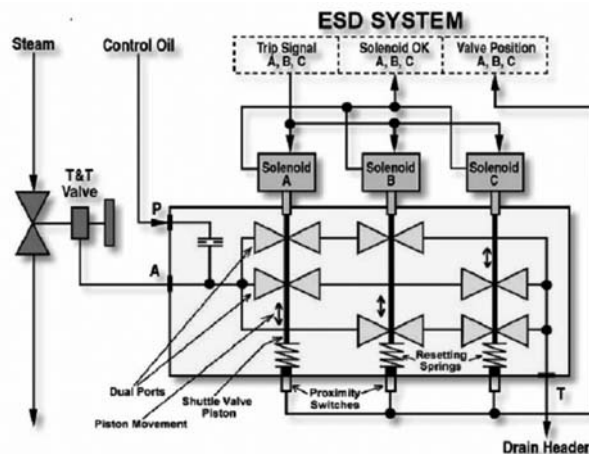 ESD SYSTEM
Steam
Control Oil
Trip Signal
A, B, C
Solenoid OK
A, B, C
Valve Position
A, B, C
T&T
Valve
Solenoid
A
Solenoid
B
Solenoid
C
P
A
Dual Ports
Piston Movement
Shuttle Valve
Piston
Proximity
Switches
Resetting
Springs
T
Drain Header